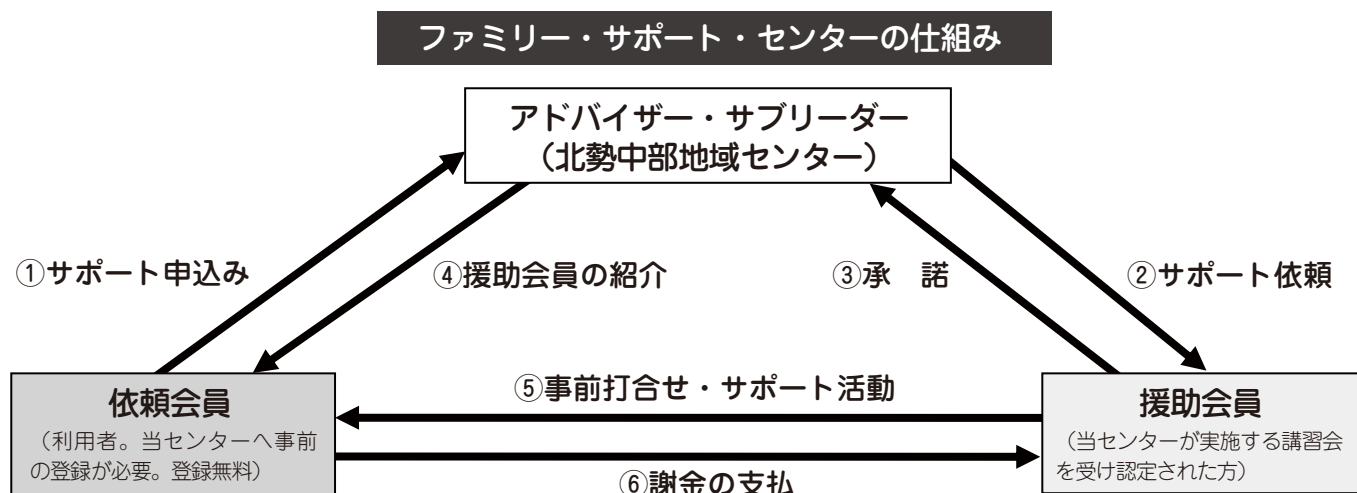 ファミリー・サポート・センターの仕組み
アドバイザー・サブリーダー
（北勢中部地域センター）
①サポート申込み
④援助会員の紹介
③承　諾
②サポート依頼
依頼会員
（利用者。当センターへ事前
の登録が必要。登録無料）
⑤事前打合せ・サポート活動
援助会員
（当センターが実施する講習会
を受け認定された方）
⑥謝金の支払